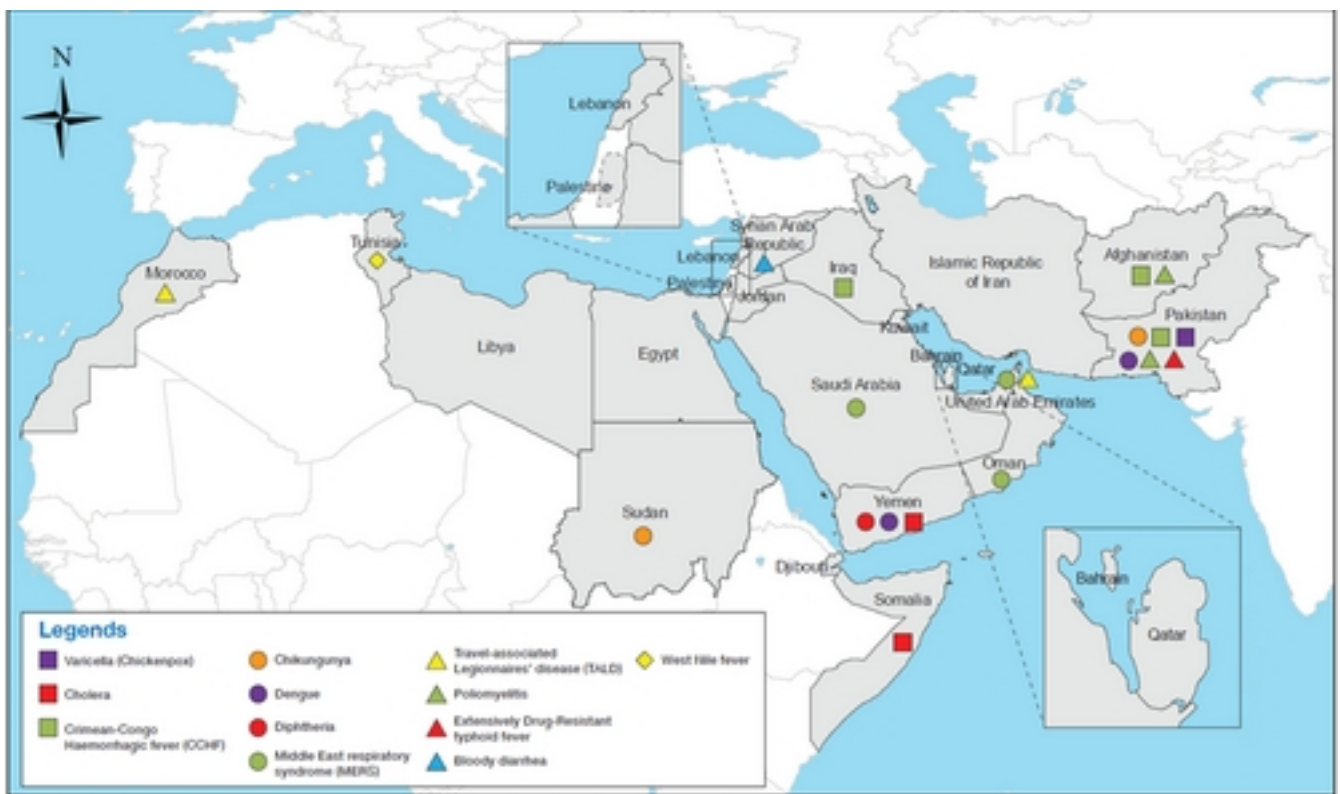 N
Lebanon
Palestine
Tunisia
Morocco
Syrian Arab
Republic
Lebanon
Palestine
Jordan
Iraq
Islamic Republic
of Iran
Afghanistan
Pakistan
Kuwait
Libya
Egypt
Bahrain
Qatar
Saudi Arabia
United Arab Emirates
Oman
Sudan
Yemen
Djibouti
Somalia
Bahrain
Qatar
Legends
Varicella (Chickenpox)
Cholera
Crimean-Congo
Haemorrhagic fever (CCHF)
Chikungunya
Dengue
Diphtheria
Middle East respiratory
syndrome (MERS)
Travel-associated
Legionnaires' disease (TALD)
Poliomyelitis
Extensively Drug-Resistant
typhoid fever
Bloody diarrhea
West Nile fever